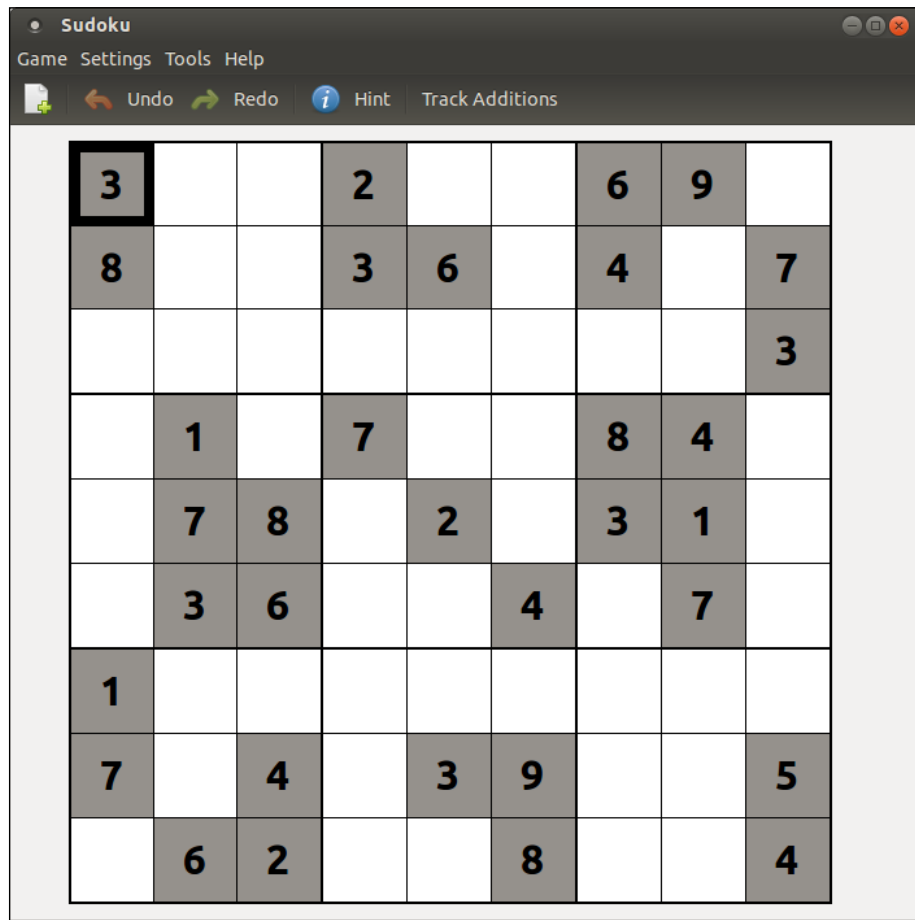 Sudoku
Game Settings Tools Help
Undo Redo Hint Track Additions
3 2 6 9
8 3 6 4 7
3
1 7 8 4
7 8 2 3 1
3 6 4 7
1
7 4 3 9 5
6 2 8 4